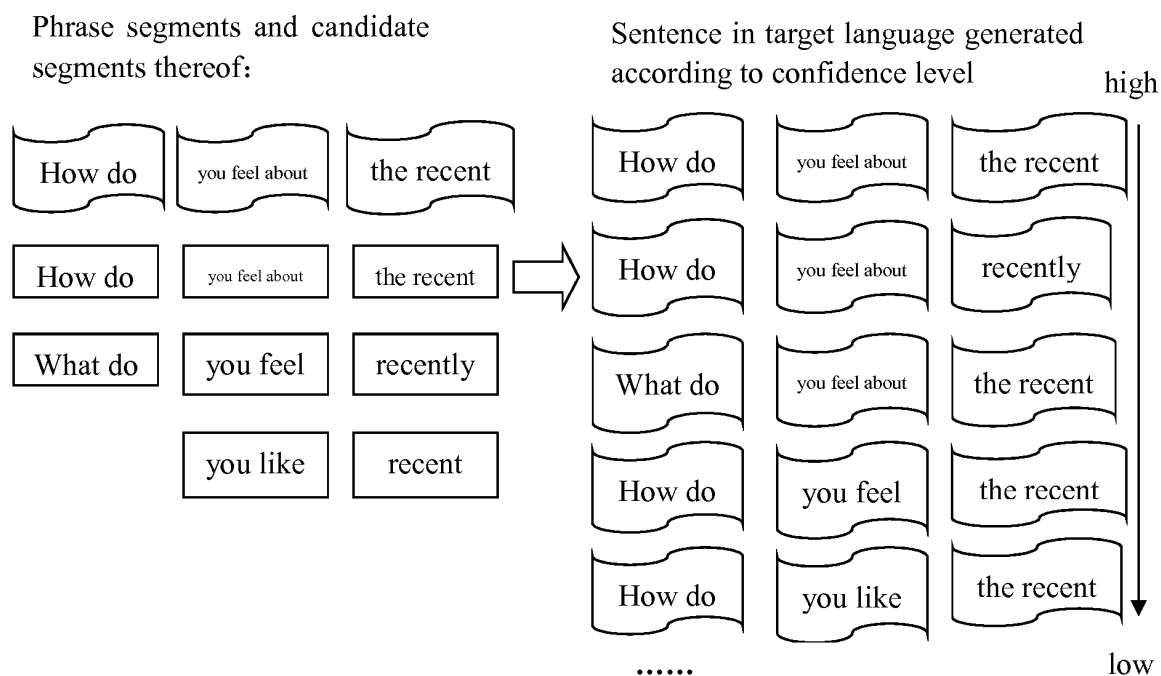 Phrase segments and candidate
segments thereof:
How do you feel about the recent
How do you feel about the recent
What do you feel recently
you like recent
Sentence in target language generated
according to confidence level
high
How do you feel about the recent
How do you feel about recently
What do you feel about the recent
How do you feel the recent
How do you like the recent
......
low